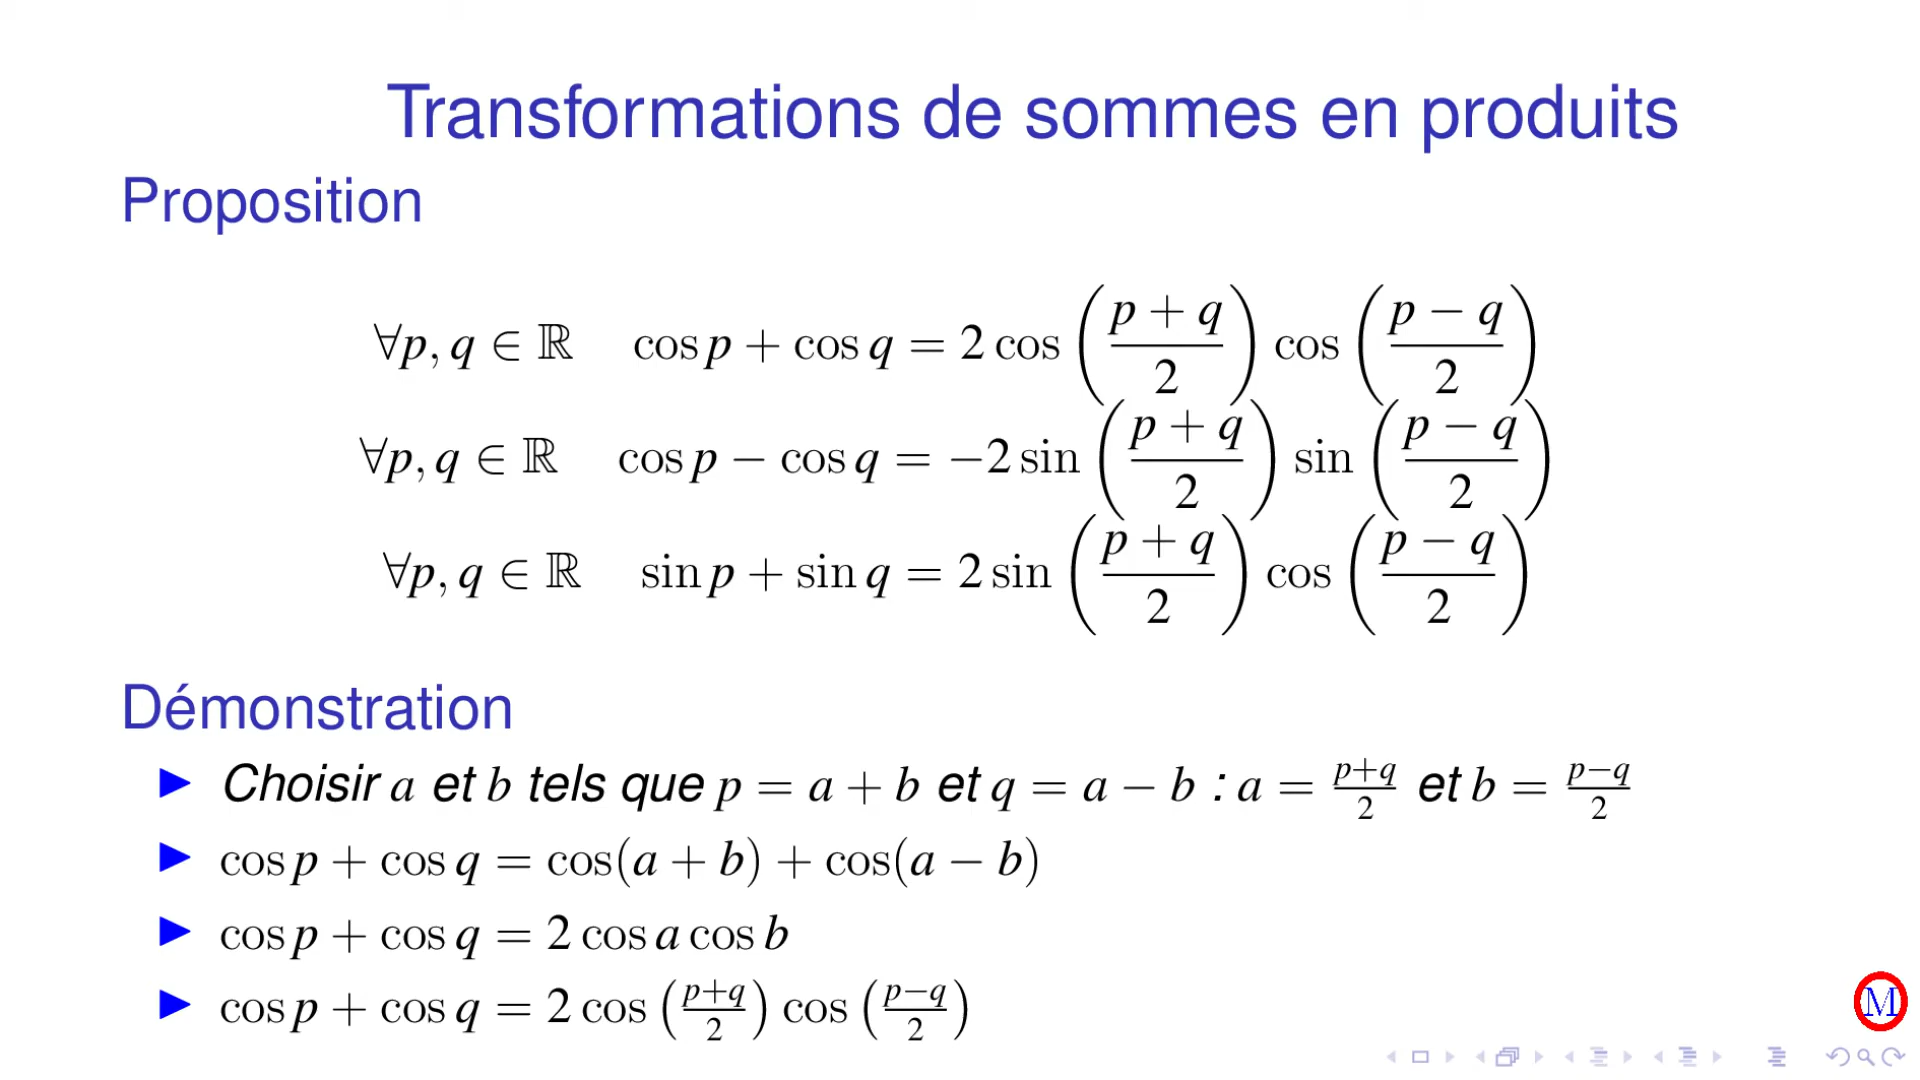 Transformations de sommes en produits
Proposition
∀p, q ∈ ℝ   cos p + cos q = 2 cos ((p + q)/2) cos ((p − q)/2)
∀p, q ∈ ℝ   cos p − cos q = −2 sin ((p + q)/2) sin ((p − q)/2)
∀p, q ∈ ℝ   sin p + sin q = 2 sin ((p + q)/2) cos ((p − q)/2)
Démonstration
▶ Choisir a et b tels que p = a + b et q = a − b : a = (p+q)/2 et b = (p−q)/2
▶ cos p + cos q = cos(a + b) + cos(a − b)
▶ cos p + cos q = 2 cos a cos b
▶ cos p + cos q = 2 cos ((p+q)/2) cos ((p−q)/2)
M